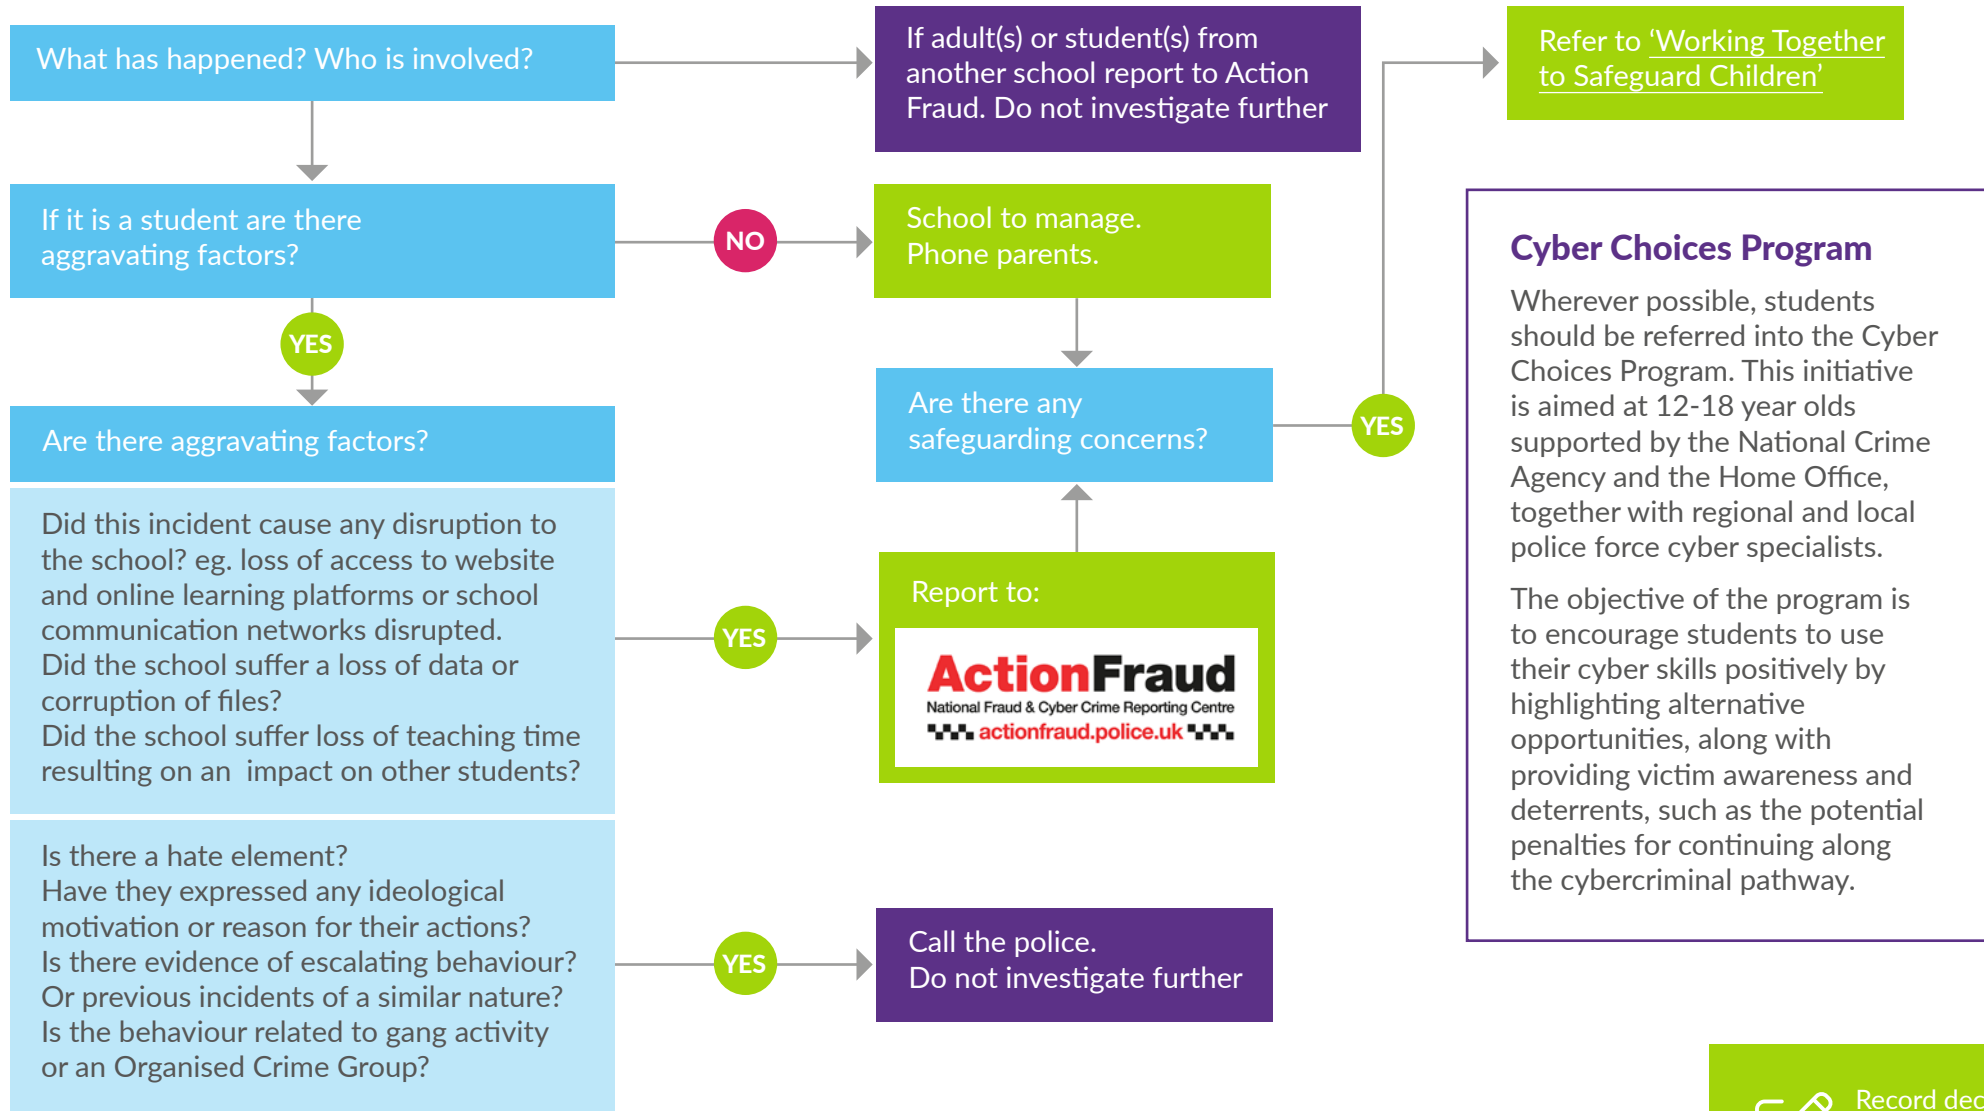 What has happened? Who is involved?
If adult(s) or student(s) from
another school report to Action
Fraud. Do not investigate further
Refer to ‘Working Together
to Safeguard Children’
If it is a student are there
aggravating factors?
NO
School to manage.
Phone parents.
YES
Are there any
safeguarding concerns?
YES
Are there aggravating factors?
Did this incident cause any disruption to
the school? eg. loss of access to website
and online learning platforms or school
communication networks disrupted.
Did the school suffer a loss of data or
corruption of files?
Did the school suffer loss of teaching time
resulting on an  impact on other students?
YES
Report to:
ActionFraud
National Fraud & Cyber Crime Reporting Centre
actionfraud.police.uk
Is there a hate element?
Have they expressed any ideological
motivation or reason for their actions?
Is there evidence of escalating behaviour?
Or previous incidents of a similar nature?
Is the behaviour related to gang activity
or an Organised Crime Group?
YES
Call the police.
Do not investigate further
Cyber Choices Program
Wherever possible, students
should be referred into the Cyber
Choices Program. This initiative
is aimed at 12-18 year olds
supported by the National Crime
Agency and the Home Office,
together with regional and local
police force cyber specialists.
The objective of the program is
to encourage students to use
their cyber skills positively by
highlighting alternative
opportunities, along with
providing victim awareness and
deterrents, such as the potential
penalties for continuing along
the cybercriminal pathway.
Record